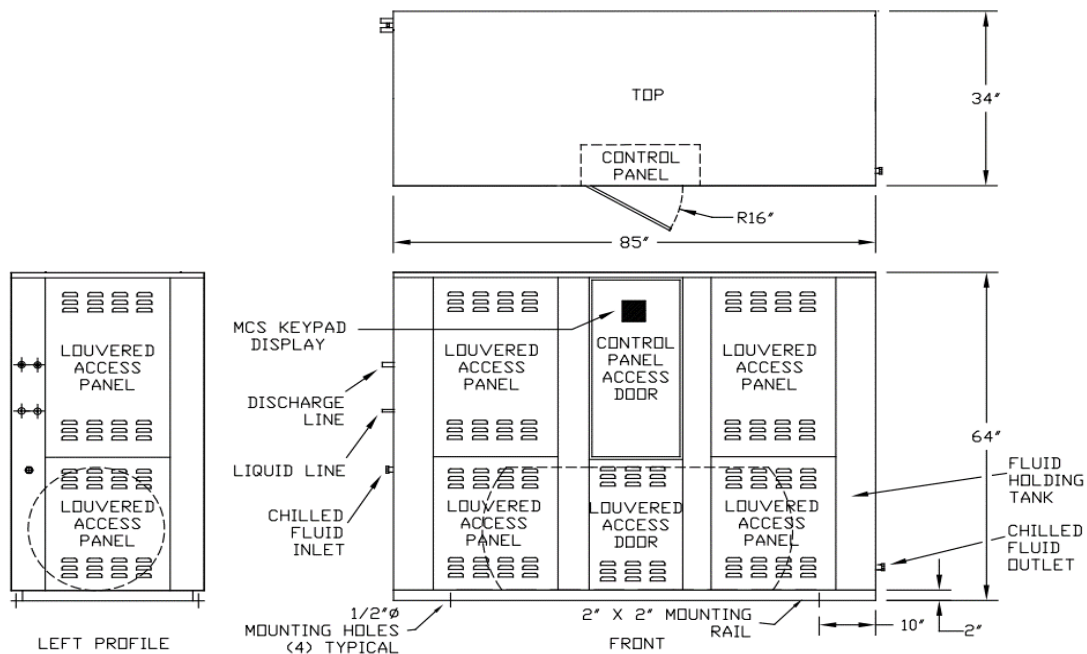 TOP
34"
CONTROL
PANEL
R16"
85"
MCS KEYPAD
DISPLAY
DISCHARGE
LINE
LIQUID LINE
CHILLED
FLUID
INLET
LOUVERED
ACCESS
PANEL
LOUVERED
ACCESS
PANEL
LEFT PROFILE
LOUVERED
ACCESS
PANEL
CONTROL
PANEL
ACCESS
DOOR
LOUVERED
ACCESS
PANEL
LOUVERED
ACCESS
PANEL
LOUVERED
ACCESS
DOOR
LOUVERED
ACCESS
PANEL
64"
FLUID
HOLDING
TANK
CHILLED
FLUID
OUTLET
1/2"Ø
MOUNTING HOLES
(4) TYPICAL
2" X 2" MOUNTING
RAIL
FRONT
10"
2"